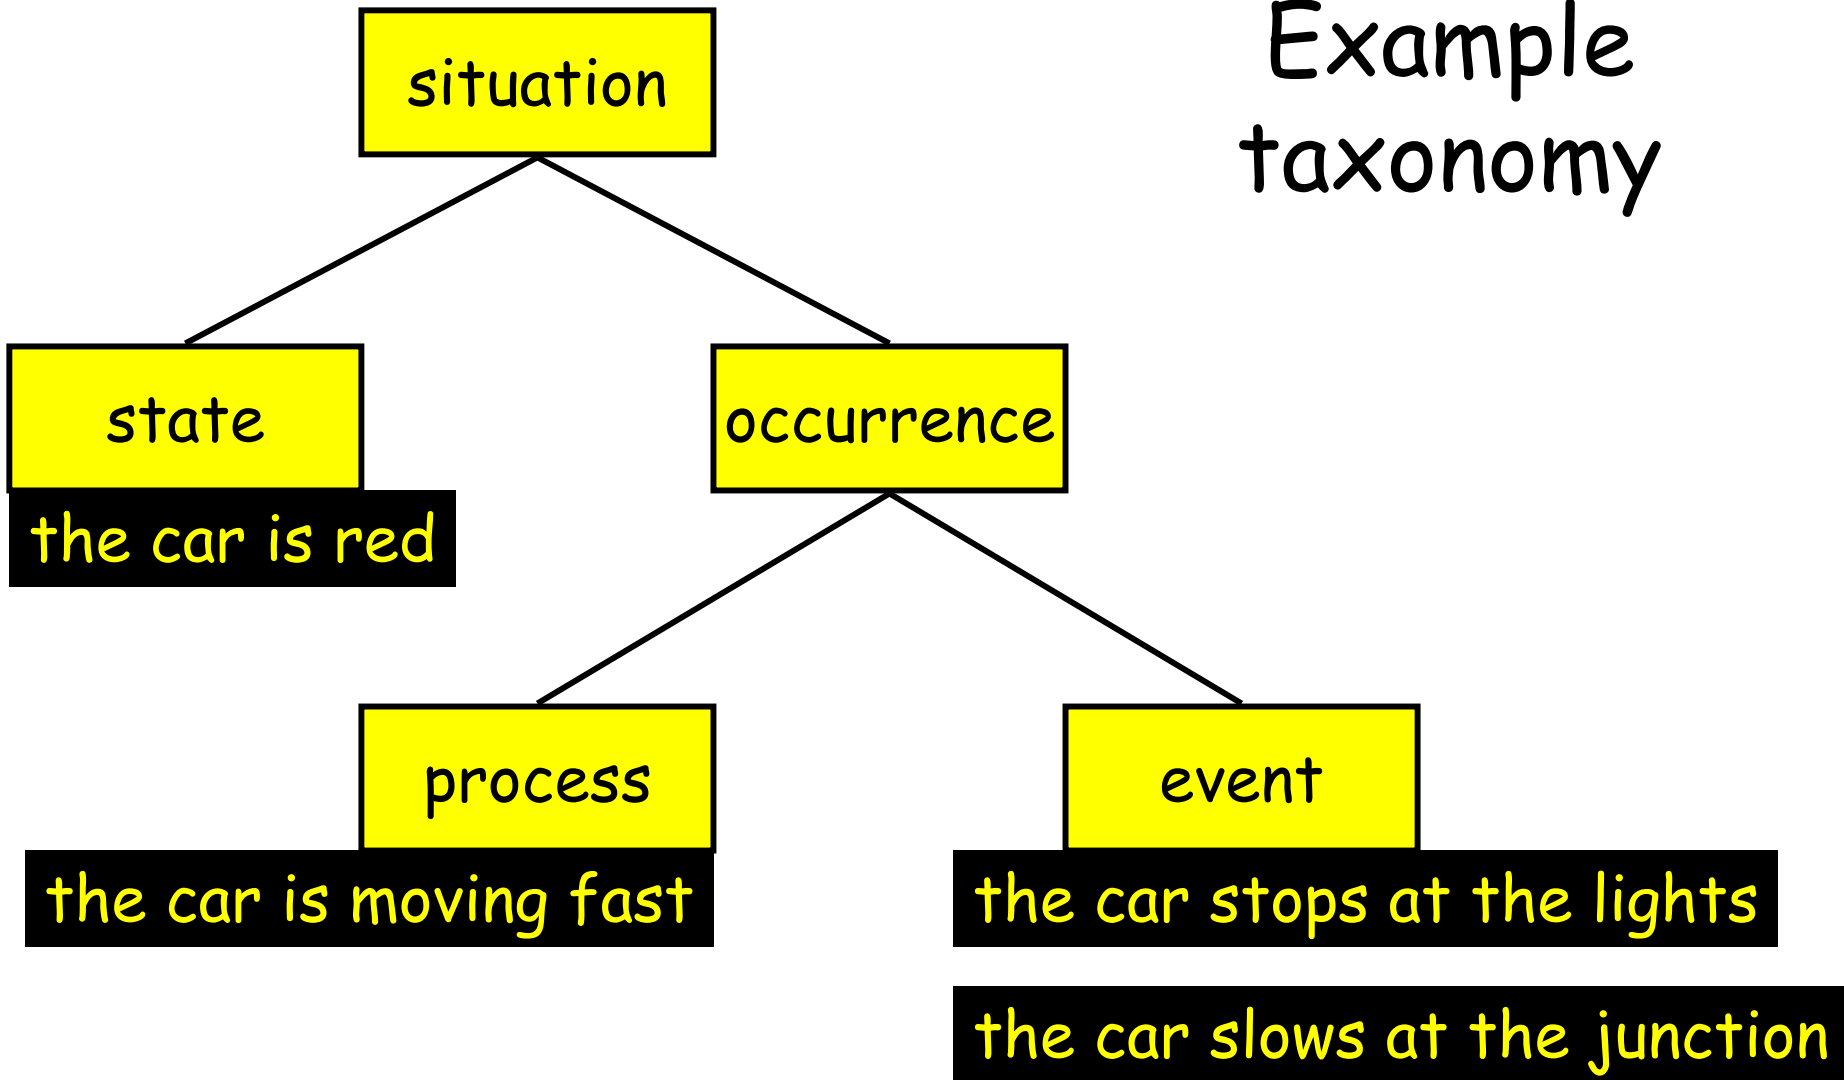 Example
taxonomy
situation
state
occurrence
the car is red
process
event
the car is moving fast
the car stops at the lights
the car slows at the junction